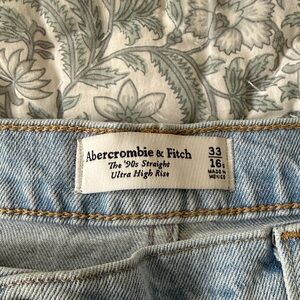 Abercrombie & Fitch
The '90s Straight
Ultra High Rise
33
16s
MADE IN
MEXICO